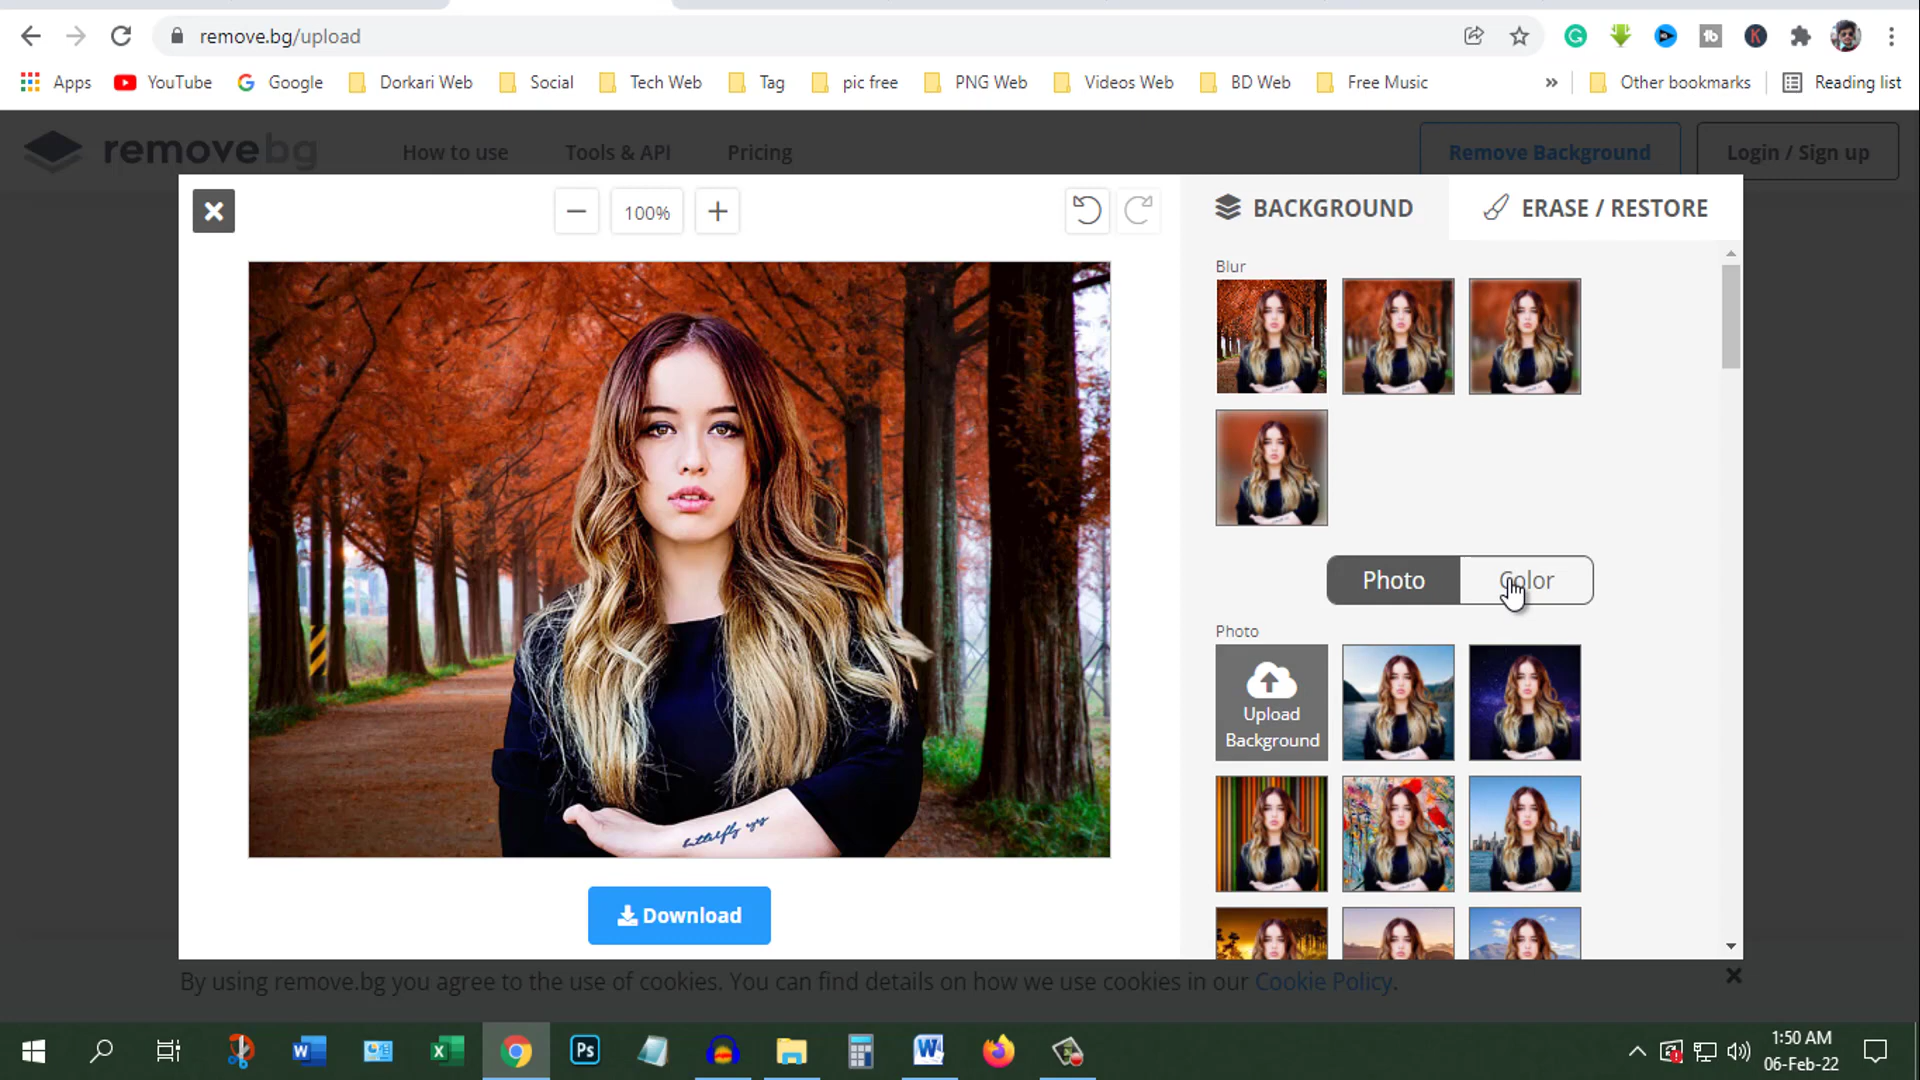 remove.bg/upload
Apps
YouTube
Google
Dorkari Web
Social
Tech Web
Tag
pic free
PNG Web
Videos Web
BD Web
Free Music
»
Other bookmarks
Reading list
removebg
How to use
Tools & API
Pricing
Remove Background
Login / Sign up
100%
BACKGROUND
ERASE / RESTORE
Blur
Photo
Color
Photo
Upload
Background
Download
By using remove.bg you agree to the use of cookies. You can find details on how we use cookies in our Cookie Policy.
1:50 AM
06-Feb-22